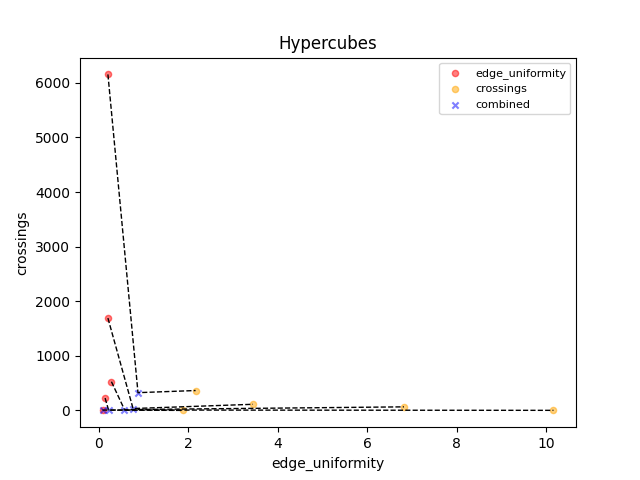 Hypercubes
edge_uniformity
crossings
combined
crossings
6000
5000
4000
3000
2000
1000
0
0 2 4 6 8 10
edge_uniformity